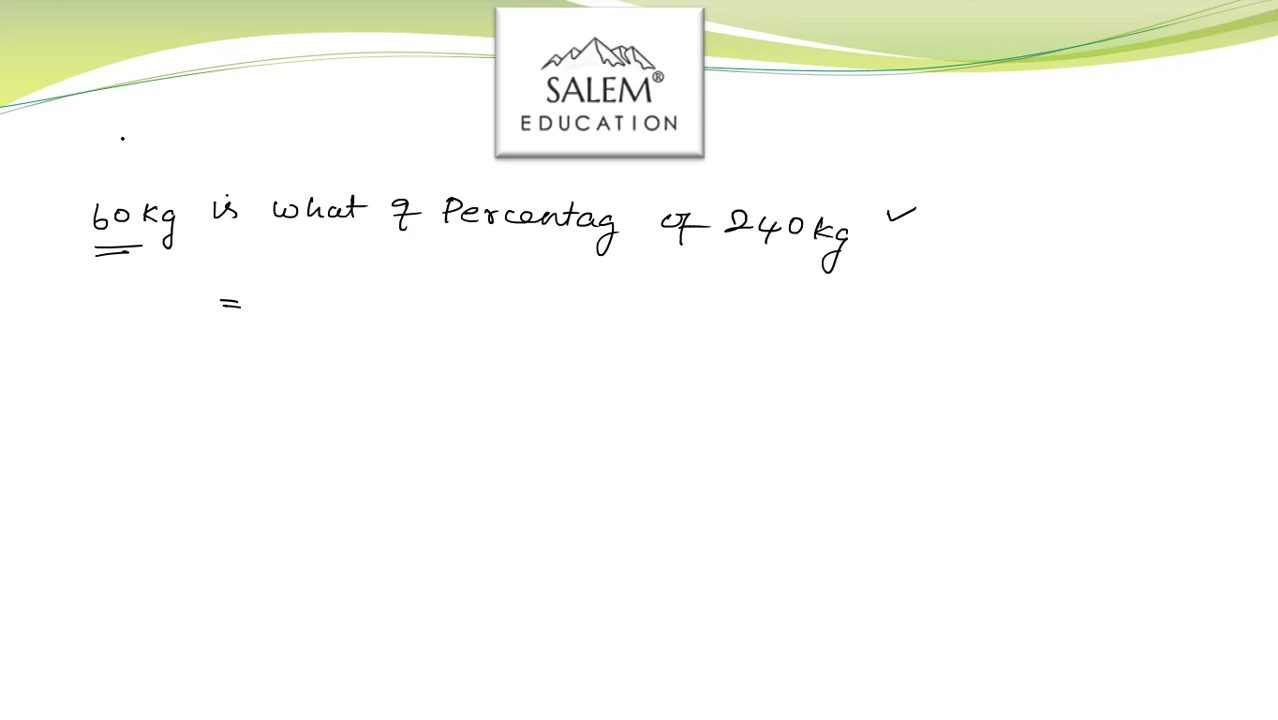 SALEM®
EDUCATION
60kg is what Percentag of 240kg
=